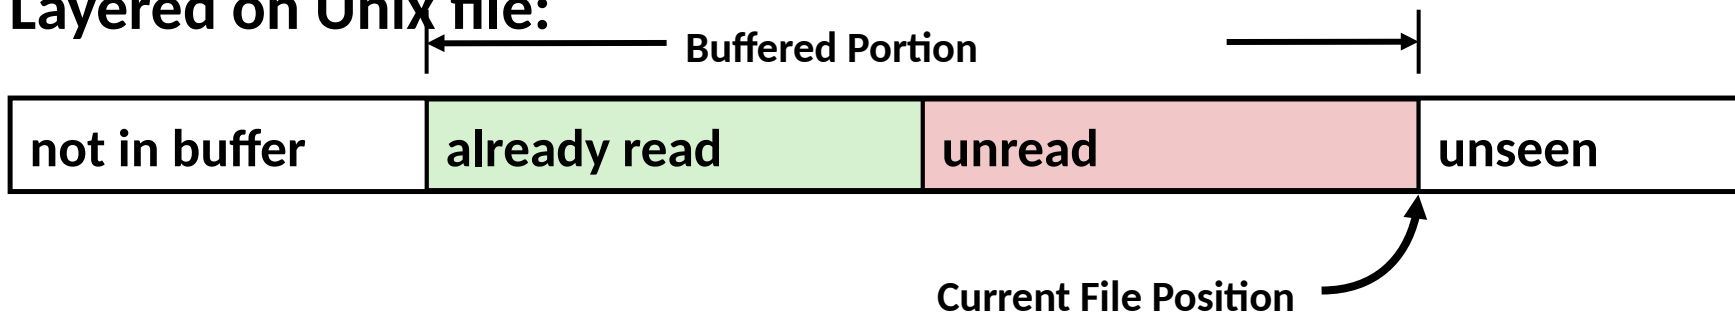 Layered on Unix file:
Buffered Portion
not in buffer already read unread unseen
Current File Position